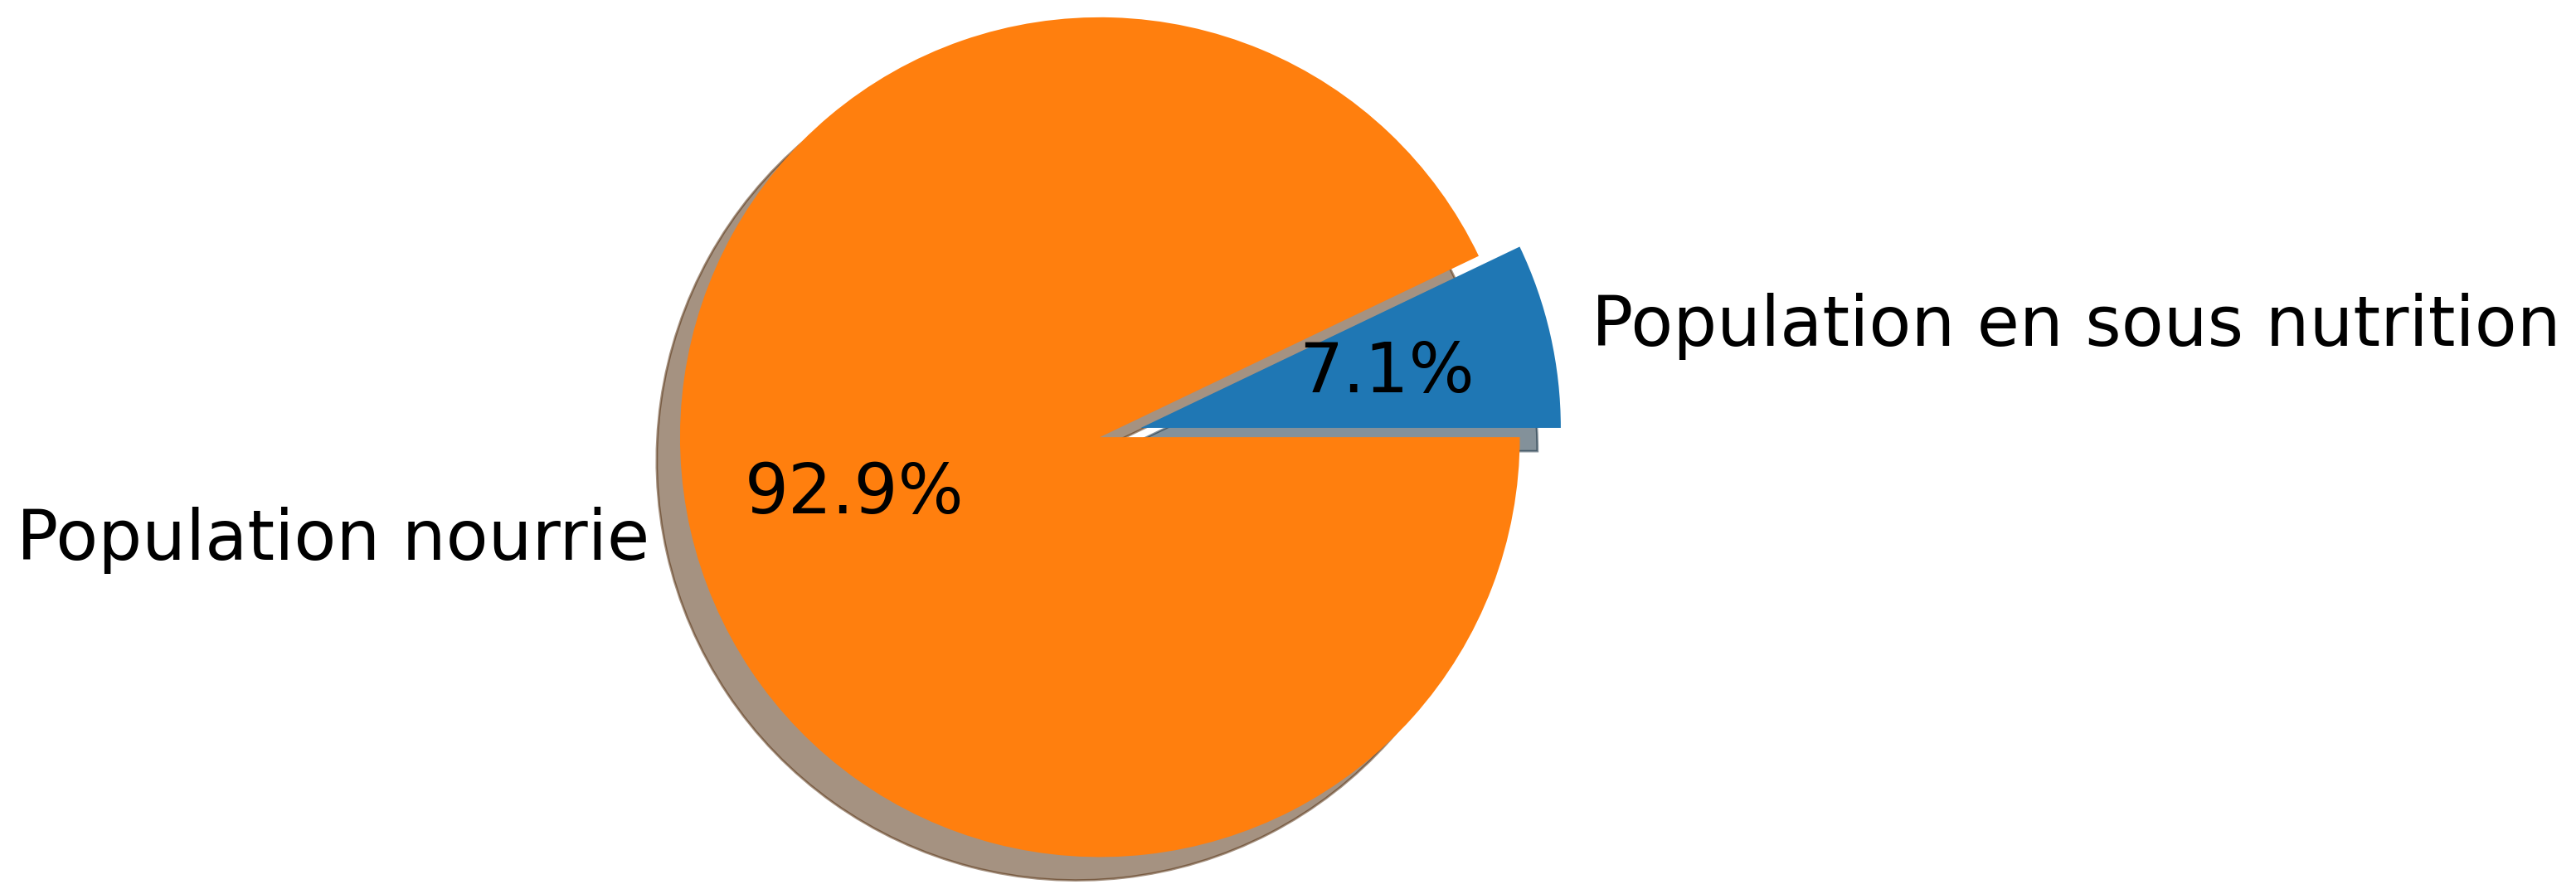 Population en sous nutrition
7.1%
92.9%
Population nourrie